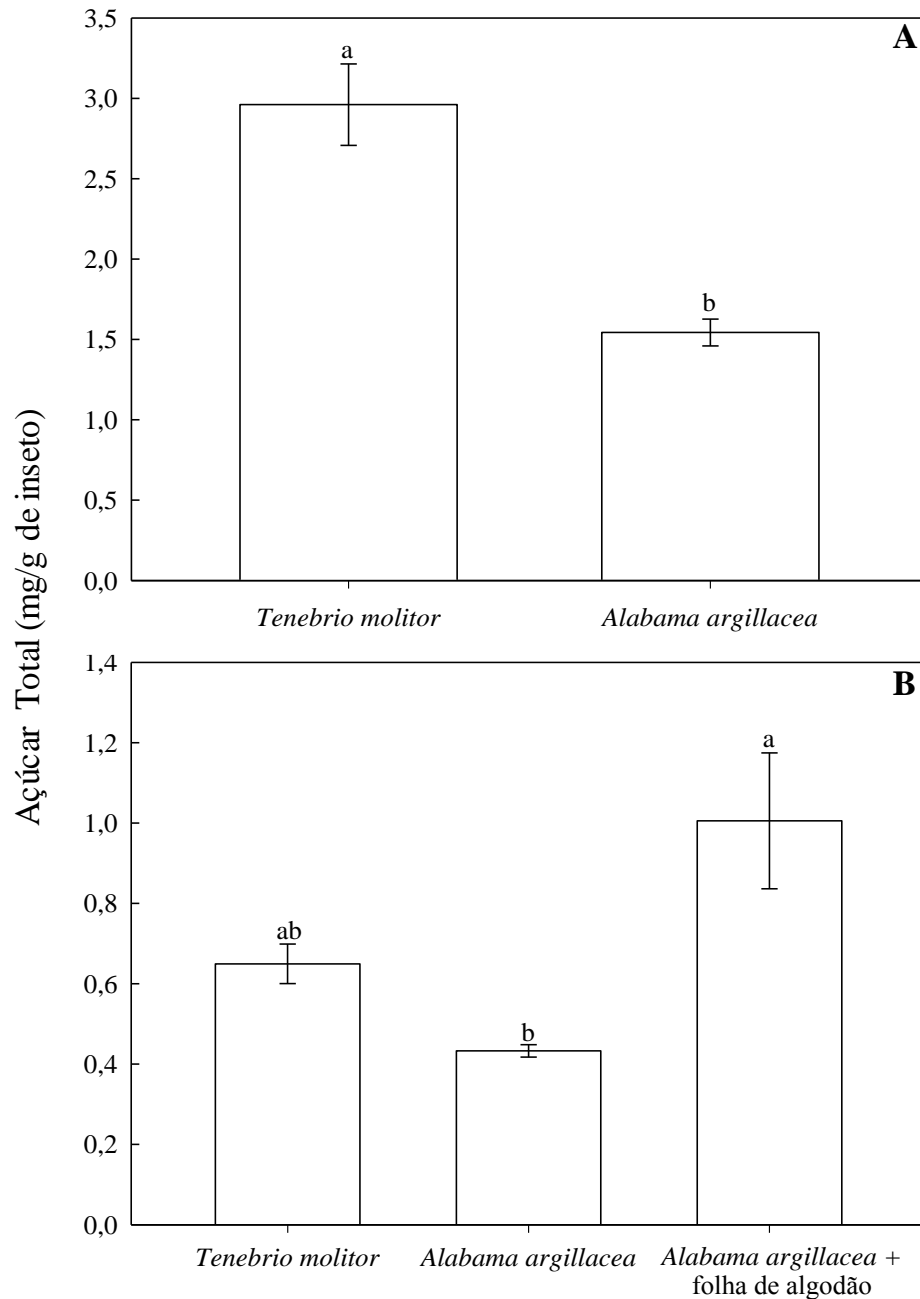 Açúcar Total (mg/g de inseto)
A
3,5
3,0
2,5
2,0
1,5
1,0
0,5
0,0
a
b
Tenebrio molitor
Alabama argillacea
B
1,4
1,2
1,0
0,8
0,6
0,4
0,2
0,0
ab
b
a
Tenebrio molitor
Alabama argillacea
Alabama argillacea +
folha de algodão